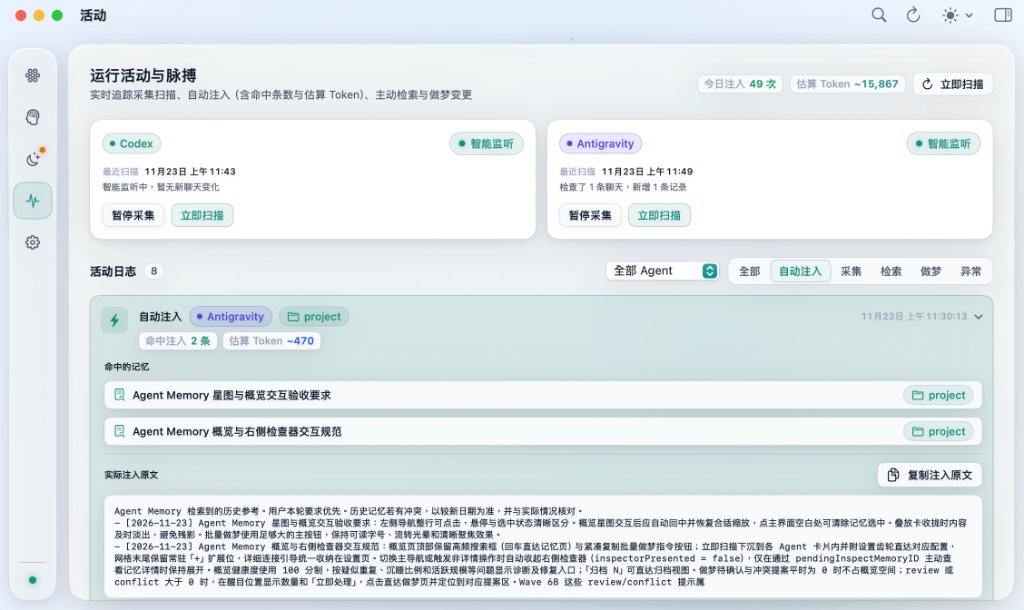 活动
运行活动与脉搏
实时追踪采集扫描、自动注入（含命中条数与估算 Token）、主动检索与做梦变更
今日注入 49 次
估算 Token ~15,867
立即扫描
Codex
智能监听
最近扫描 11月23日 上午11:43
智能监听中，暂无新聊天变化
暂停采集
立即扫描
Antigravity
智能监听
最近扫描 11月23日 上午11:49
检查了 1 条聊天，新增 1 条记录
暂停采集
立即扫描
活动日志 8
全部 Agent
全部
自动注入
采集
检索
做梦
异常
自动注入
Antigravity
project
11月23日 上午11:30:13
命中注入 2 条
估算 Token ~470
命中的记忆
Agent Memory 星图与概览交互验收要求
project
Agent Memory 概览与右侧检查器交互规范
project
实际注入原文
复制注入原文
Agent Memory 检索到的历史参考。用户本轮要求优先。历史记忆若有冲突，以较新日期为准，并与实际情况核对。
- [2026-11-23] Agent Memory 星图与概览交互验收要求：左侧导航整行可点击，悬停与选中状态清晰区分。概览星图交互后应自动回中并恢复合适缩放，点主界面空白处可清除记忆选中。叠放卡收拢时内容
及时淡出，避免残影。批量做梦使用足够大的主按钮，保持可读字号、流转光晕和清晰聚焦效果。
- [2026-11-23] Agent Memory 概览与右侧检查器交互规范：概览页顶部保留高频搜索框（回车直达记忆页）与紧凑复制批量做梦指令按钮；立即扫描下沉到各 Agent 卡片内并附设齿轮直达对应配置，
网格末尾保留常驻「+」扩展位，详细连接引导统一收纳在设置页。切换主导航或触发非详情操作时自动收起右侧检查器（inspectorPresented = false），仅在通过 pendingInspectMemoryID 主动查
看记忆详情时保持展开。概览健康度使用 100 分制，按疑似重复、沉睡比例和活跃规模等问题显示诊断及修复入口；「归档 N」可直达归档视图。做梦待确认与冲突提案平时为 0 时不占概览空间；review 或
conflict 大于 0 时，在醒目位置显示数量和「立即处理」，点击直达做梦页并定位到对应提案区。Wave 6B 这些 review/conflict 提示属